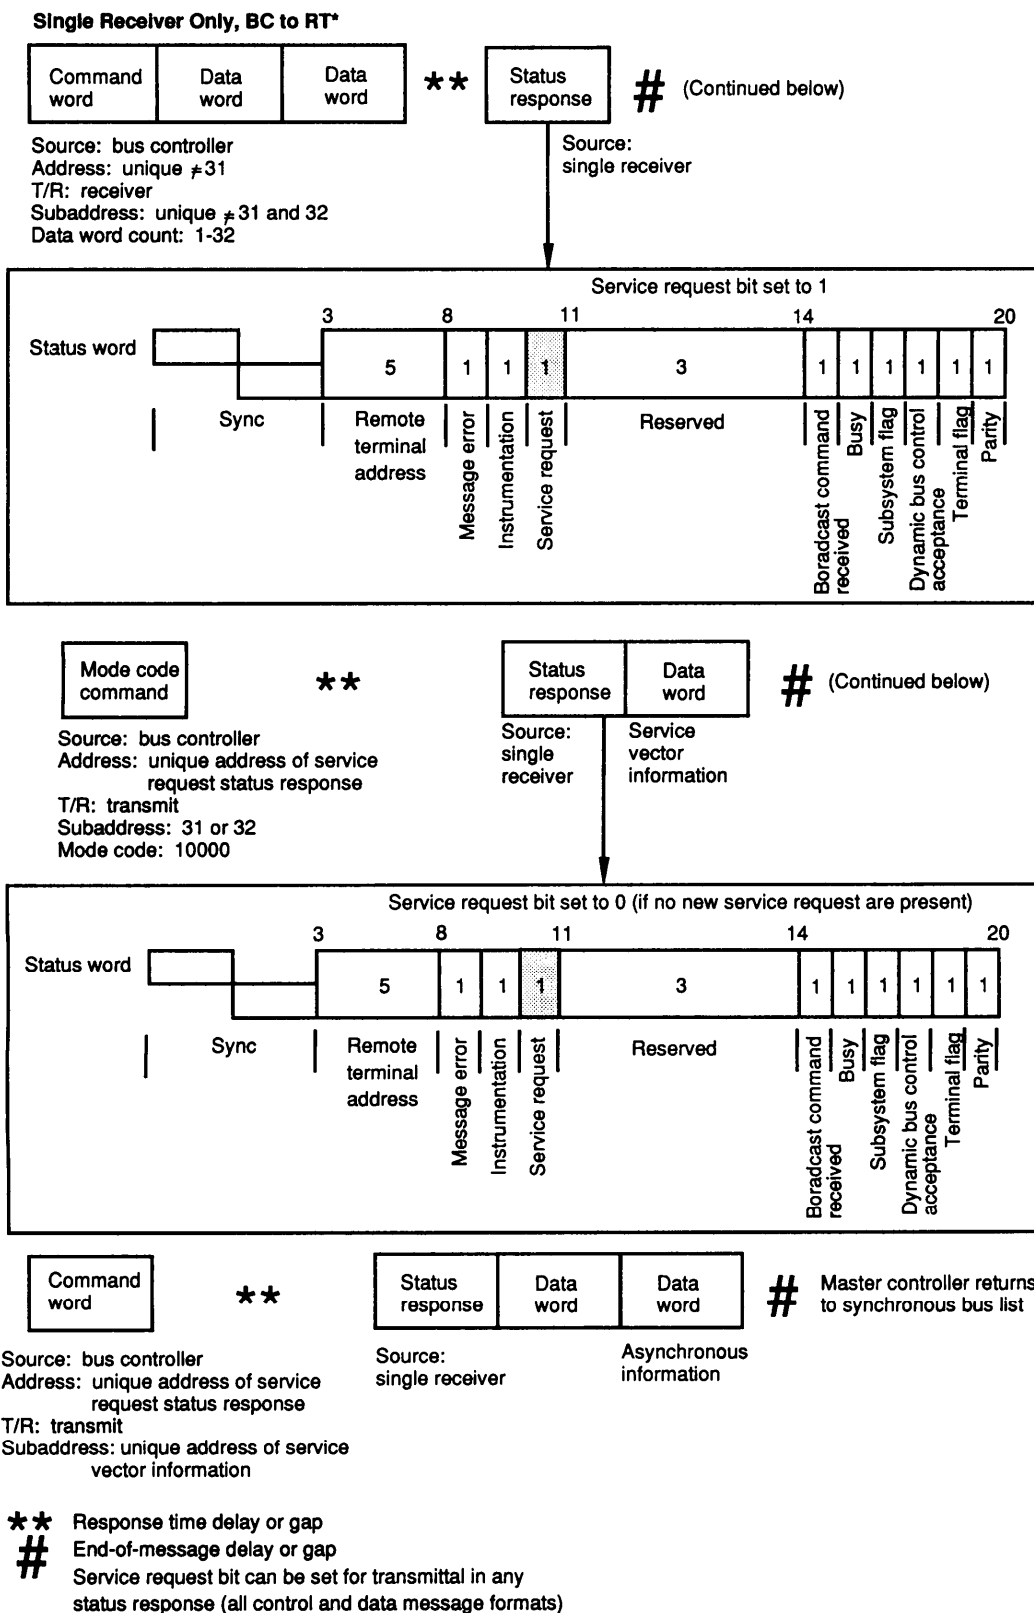 Single Receiver Only, BC to RT*
Command word
Data word
Data word
**
Status response
#
(Continued below)
Source: bus controller
Address: unique ≠31
T/R: receiver
Subaddress: unique ≠31 and 32
Data word count: 1-32
Source:
single receiver
Service request bit set to 1
3 8 11 14 20
Status word
5 1 1 1 3 1 1 1 1 1 1
Sync
Remote terminal address
Message error
Instrumentation
Service request
Reserved
Boradcast command received
Busy
Subsystem flag
Dynamic bus control acceptance
Terminal flag
Parity
Mode code command
**
Status response
Data word
#
(Continued below)
Source: bus controller
Address: unique address of service
request status response
T/R: transmit
Subaddress: 31 or 32
Mode code: 10000
Source: single receiver
Service vector information
Service request bit set to 0 (if no new service request are present)
3 8 11 14 20
Status word
5 1 1 1 3 1 1 1 1 1 1
Sync
Remote terminal address
Message error
Instrumentation
Service request
Reserved
Boradcast command received
Busy
Subsystem flag
Dynamic bus control acceptance
Terminal flag
Parity
Command word
**
Status response
Data word
Data word
#
Master controller returns
to synchronous bus list
Source: bus controller
Address: unique address of service
request status response
T/R: transmit
Subaddress: unique address of service
vector information
Source:
single receiver
Asynchronous
information
** Response time delay or gap
# End-of-message delay or gap
Service request bit can be set for transmittal in any
status response (all control and data message formats)